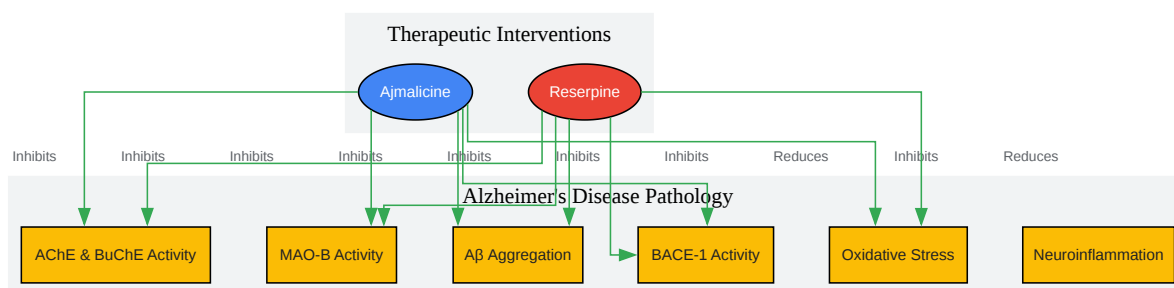 Therapeutic Interventions
Ajmalicine Reserpine
Inhibits Inhibits Inhibits Inhibits Inhibits Inhibits Inhibits Reduces Inhibits Reduces
Alzheimer's Disease Pathology
AChE & BuChE Activity MAO-B Activity Aβ Aggregation BACE-1 Activity Oxidative Stress Neuroinflammation